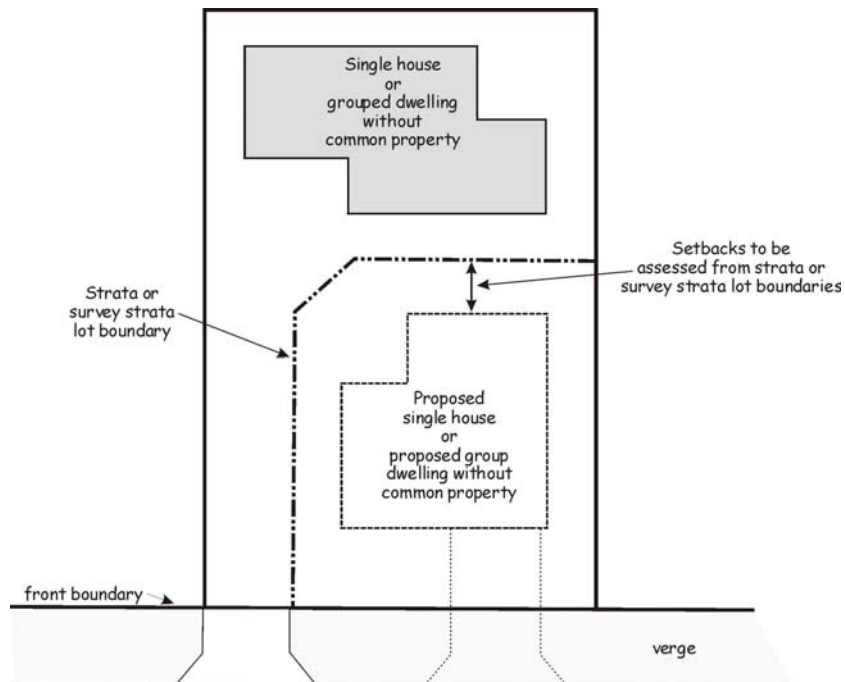 Single house
or
grouped dwelling
without
common property
Setbacks to be
assessed from strata or
survey strata lot boundaries
Strata or
survey strata
lot boundary
Proposed
single house
or
proposed group
dwelling without
common property
front boundary
verge